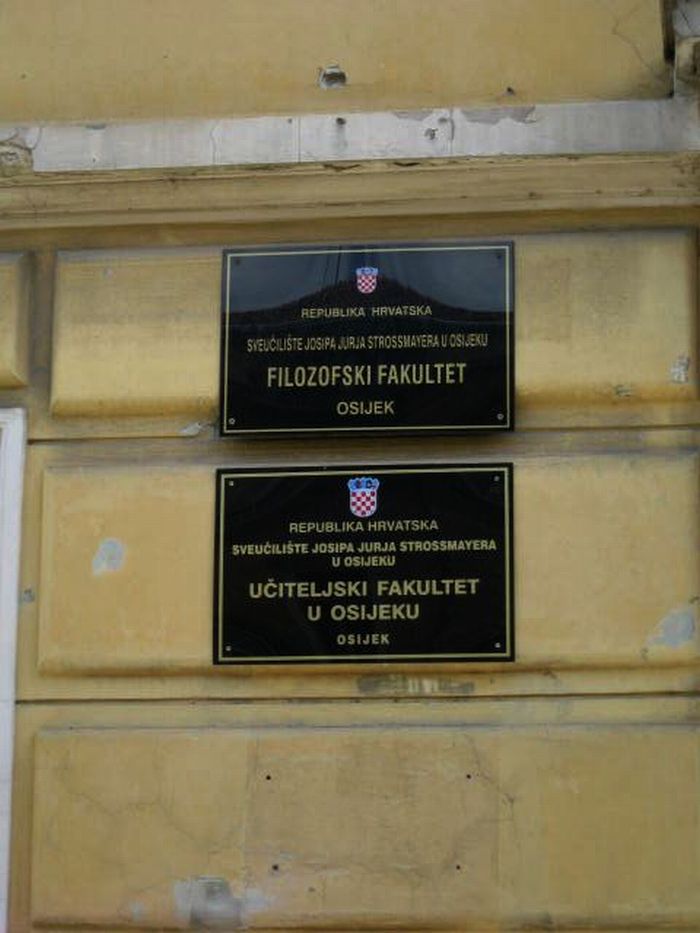 REPUBLIKA HRVATSKA
SVEUČILIŠTE JOSIPA JURJA STROSSMAYERA U OSIJEKU
FILOZOFSKI FAKULTET
OSIJEK
REPUBLIKA HRVATSKA
SVEUČILIŠTE JOSIPA JURJA STROSSMAYERA
U OSIJEKU
UČITELJSKI FAKULTET
U OSIJEKU
OSIJEK